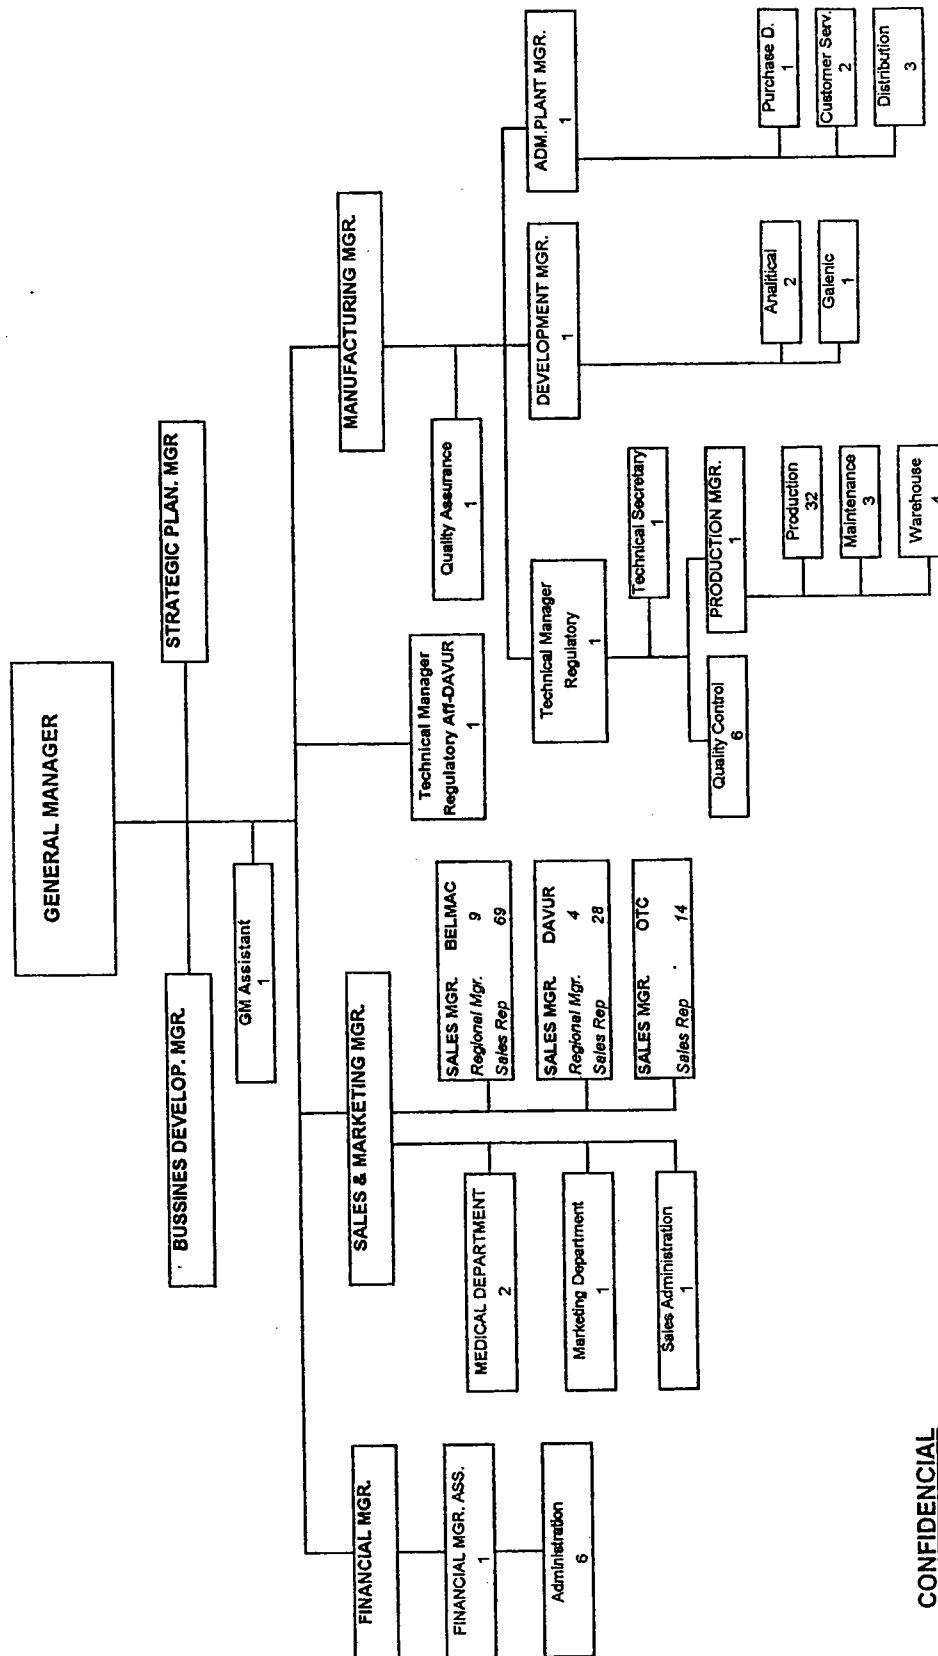 GENERAL MANAGER
BUSSINES DEVELOP. MGR.
STRATEGIC PLAN. MGR
GM Assistant
1
FINANCIAL MGR.
SALES & MARKETING MGR.
MANUFACTURING MGR.
FINANCIAL MGR. ASS.
1
Administration
6
MEDICAL DEPARTMENT
2
Marketing Department
1
Sales Administration
1
SALES MGR. BELMAC
Regional Mgr. 9
Sales Rep 69
SALES MGR. DAVUR
Regional Mgr. 4
Sales Rep 28
SALES MGR. OTC
Sales Rep 14
Technical Manager
Regulatory Aff-DAVUR
1
Quality Assurance
1
Technical Manager
Regulatory
1
Technical Secretary
1
Quality Control
6
PRODUCTION MGR.
1
Production
32
Maintenance
3
Warehouse
DEVELOPMENT MGR.
1
Analitical
2
Galenic
1
ADM.PLANT MGR.
1
Purchase D.
1
Customer Serv.
2
Distribution
3
CONFIDENCIAL